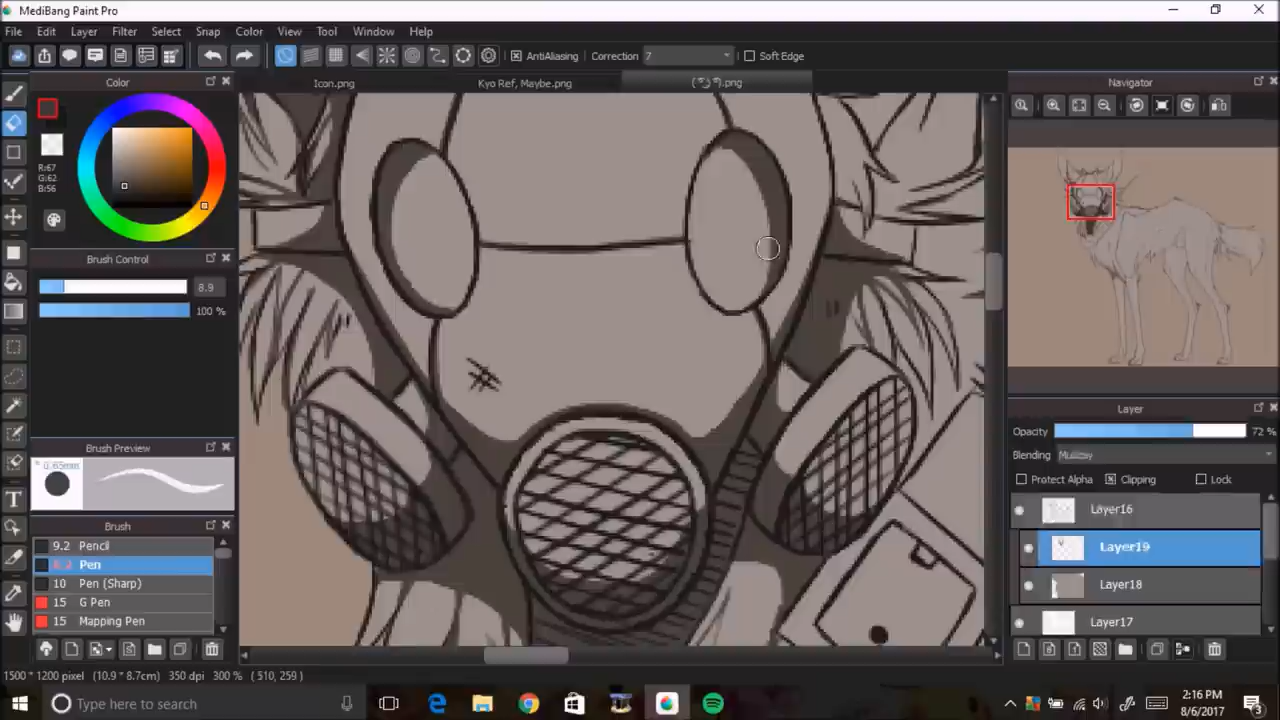 MediBang Paint Pro
File Edit Layer Filter Select Snap Color View Tool Window Help
AntiAliasing Correction 7 Soft Edge
Color
Icon.png Kyo Ref, Maybe.png
Navigator
R:67
G:62
B:56
Brush Control
8.9
100 %
Brush Preview
0.65mm
Brush
9.2 Pencil
Pen
10 Pen (Sharp)
15 G Pen
15 Mapping Pen
Layer
Opacity 72 %
Blending Multiply
Protect Alpha Clipping Lock
Layer16
Layer19
Layer18
Layer17
1500 * 1200 pixel (10.9 * 8.7cm) 350 dpi 300 % ( 510, 259 )
Type here to search
2:16 PM
8/6/2017
3